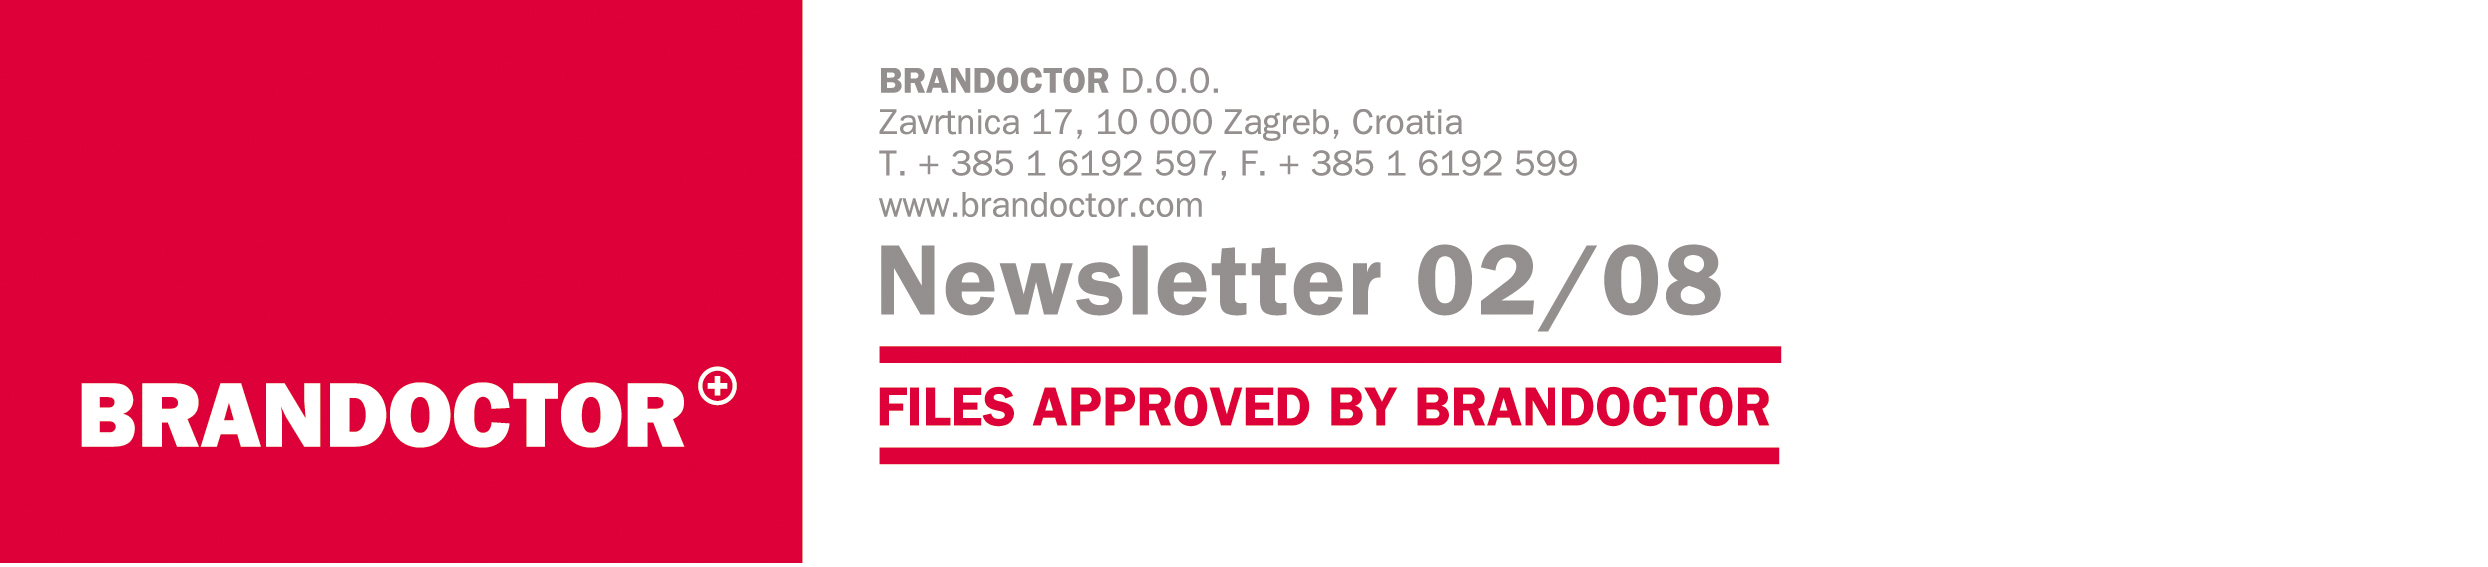 BRANDOCTOR
BRANDOCTOR D.O.O.
Zavrtnica 17, 10 000 Zagreb, Croatia
T. + 385 1 6192 597, F. + 385 1 6192 599
www.brandoctor.com
Newsletter 02/08
FILES APPROVED BY BRANDOCTOR